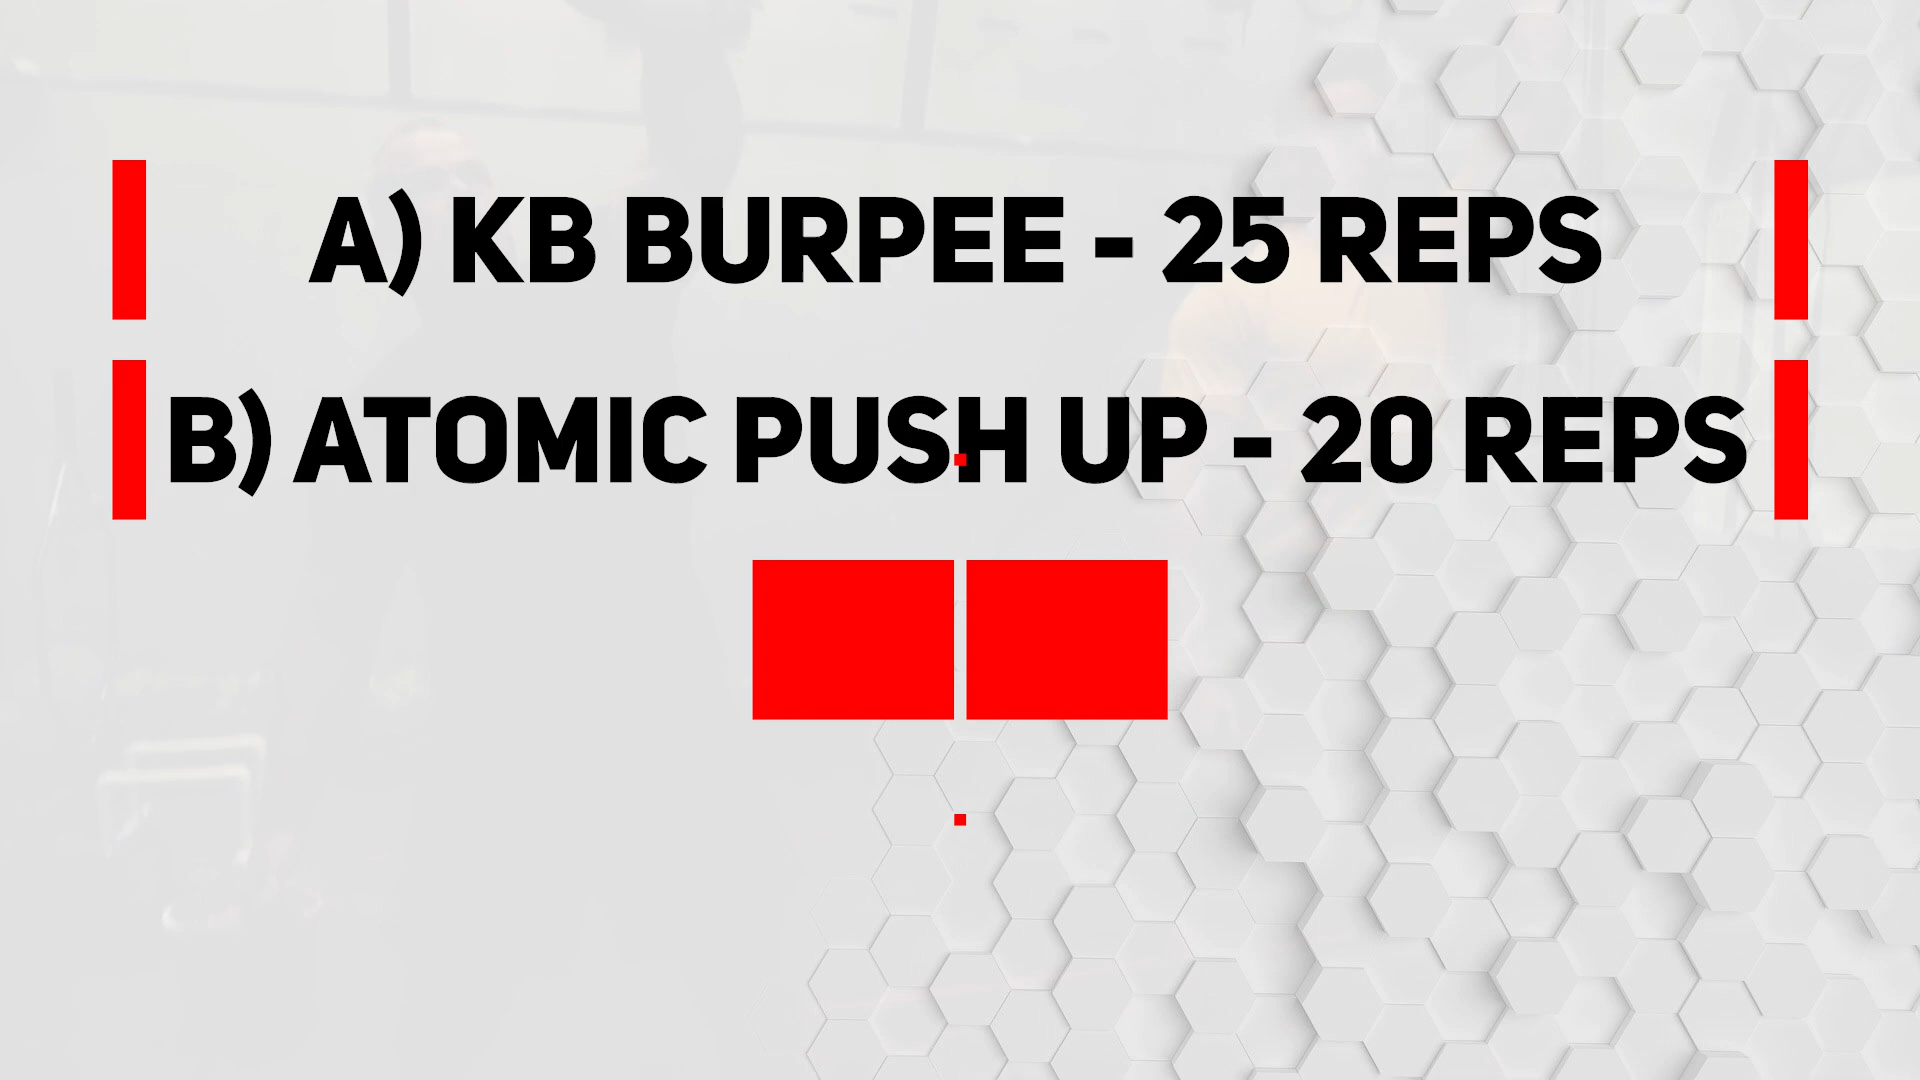 A) KB BURPEE - 25 REPS
B) ATOMIC PUSH UP - 20 REPS